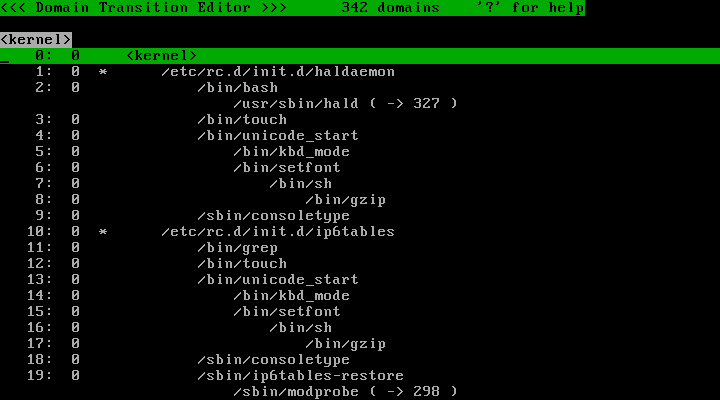 <<< Domain Transition Editor >>>      342 domains    '?' for help
<kernel>
    0:  0     <kernel>
    1:  0  *      /etc/rc.d/init.d/haldaemon
    2:  0             /bin/bash
                          /usr/sbin/hald ( -> 327 )
    3:  0             /bin/touch
    4:  0             /bin/unicode_start
    5:  0                 /bin/kbd_mode
    6:  0                 /bin/setfont
    7:  0                     /bin/sh
    8:  0                         /bin/gzip
    9:  0             /sbin/consoletype
   10:  0  *      /etc/rc.d/init.d/ip6tables
   11:  0             /bin/grep
   12:  0             /bin/touch
   13:  0             /bin/unicode_start
   14:  0                 /bin/kbd_mode
   15:  0                 /bin/setfont
   16:  0                     /bin/sh
   17:  0                         /bin/gzip
   18:  0             /sbin/consoletype
   19:  0             /sbin/ip6tables-restore
                          /sbin/modprobe ( -> 298 )